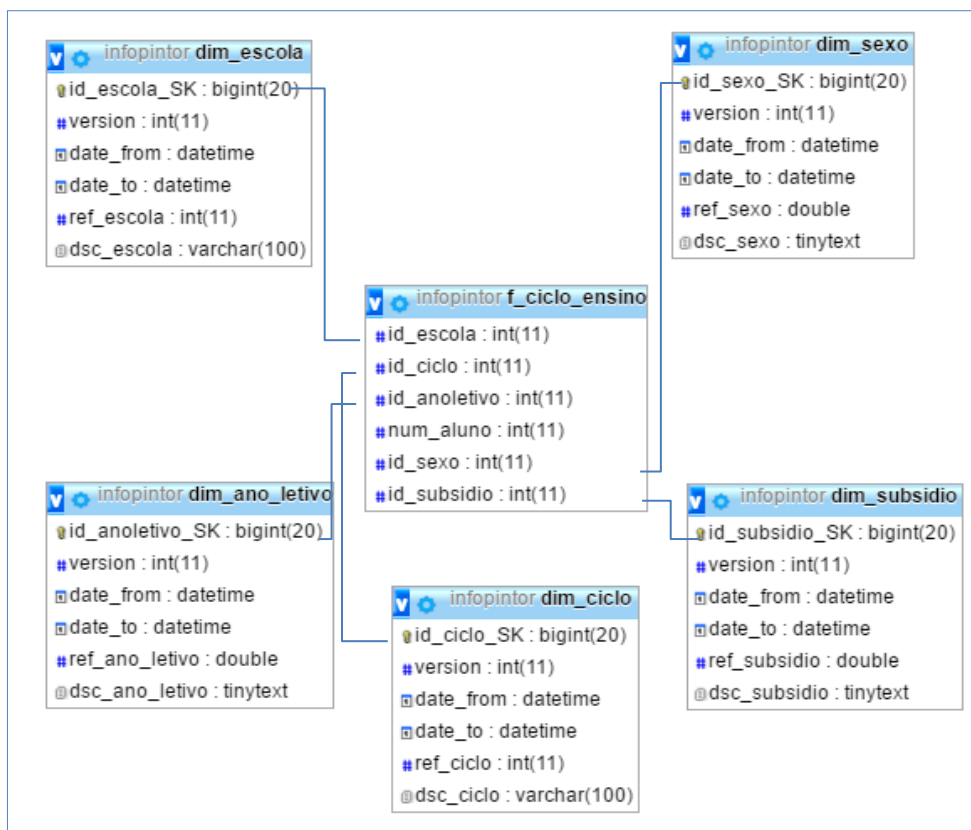 infopintor dim_escola
id_escola_SK : bigint(20)
version : int(11)
date_from : datetime
date_to : datetime
ref_escola : int(11)
dsc_escola : varchar(100)
infopintor dim_sexo
id_sexo_SK : bigint(20)
version : int(11)
date_from : datetime
date_to : datetime
ref_sexo : double
dsc_sexo : tinytext
infopintor f_ciclo_ensino
id_escola : int(11)
id_ciclo : int(11)
id_anoletivo : int(11)
num_aluno : int(11)
id_sexo : int(11)
id_subsidio : int(11)
infopintor dim_ano_letivo
id_anoletivo_SK : bigint(20)
version : int(11)
date_from : datetime
date_to : datetime
ref_ano_letivo : double
dsc_ano_letivo : tinytext
infopintor dim_subsidio
id_subsidio_SK : bigint(20)
version : int(11)
date_from : datetime
date_to : datetime
ref_subsidio : double
dsc_subsidio : tinytext
infopintor dim_ciclo
id_ciclo_SK : bigint(20)
version : int(11)
date_from : datetime
date_to : datetime
ref_ciclo : int(11)
dsc_ciclo : varchar(100)